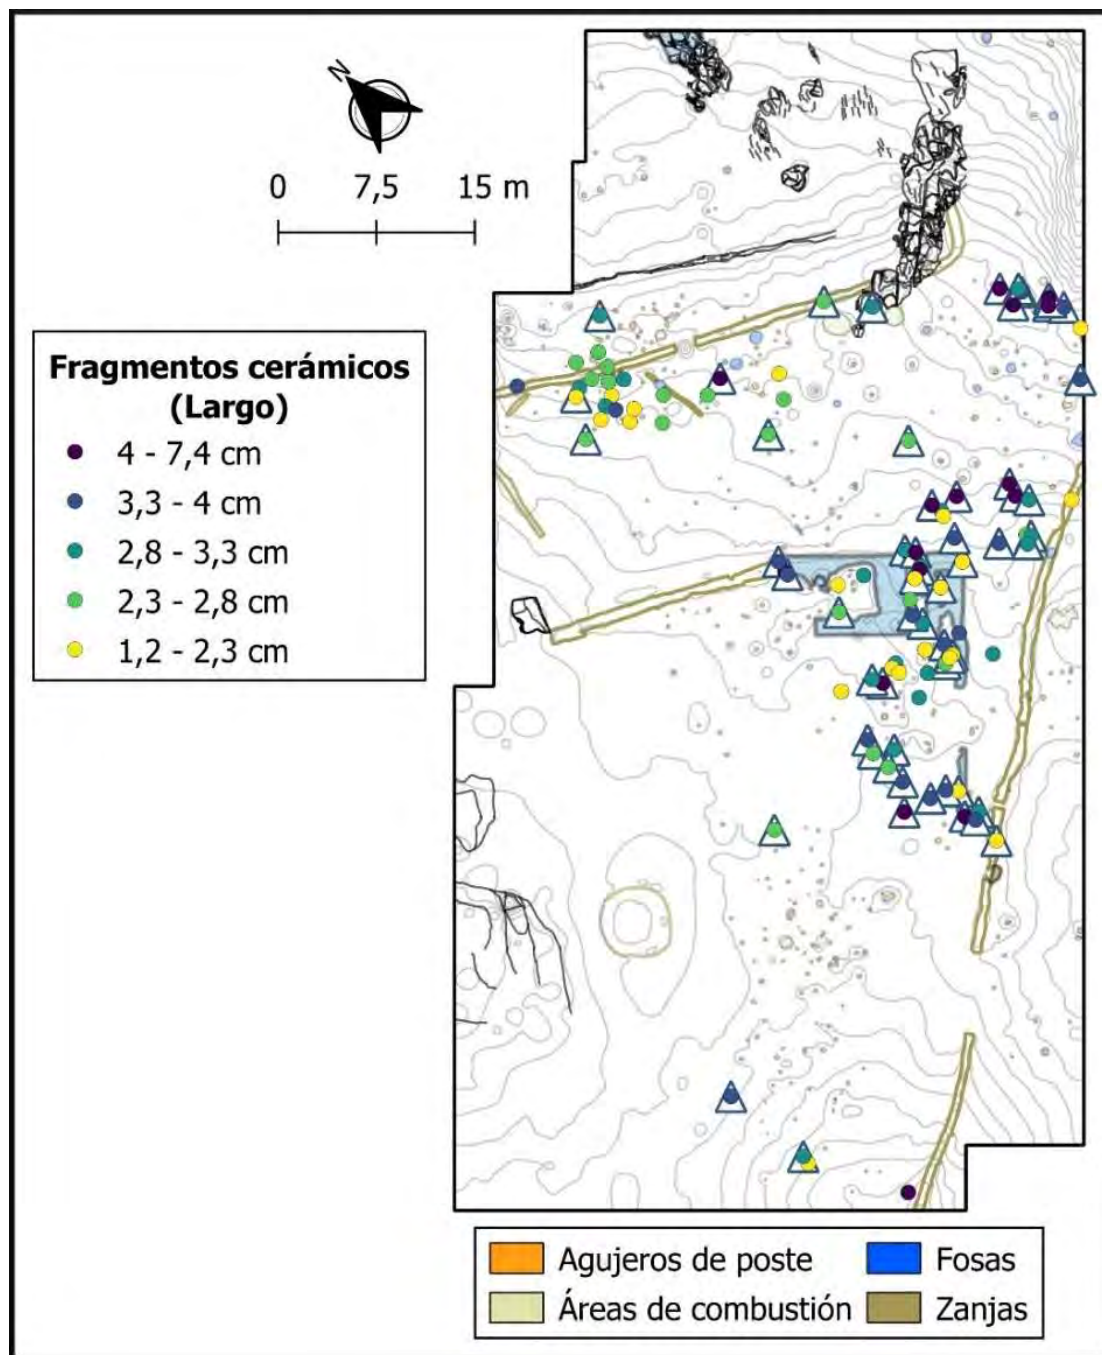 N
0 7,5 15 m
Fragmentos cerámicos
(Largo)
4 - 7,4 cm
3,3 - 4 cm
2,8 - 3,3 cm
2,3 - 2,8 cm
1,2 - 2,3 cm
Agujeros de poste
Fosas
Áreas de combustión
Zanjas